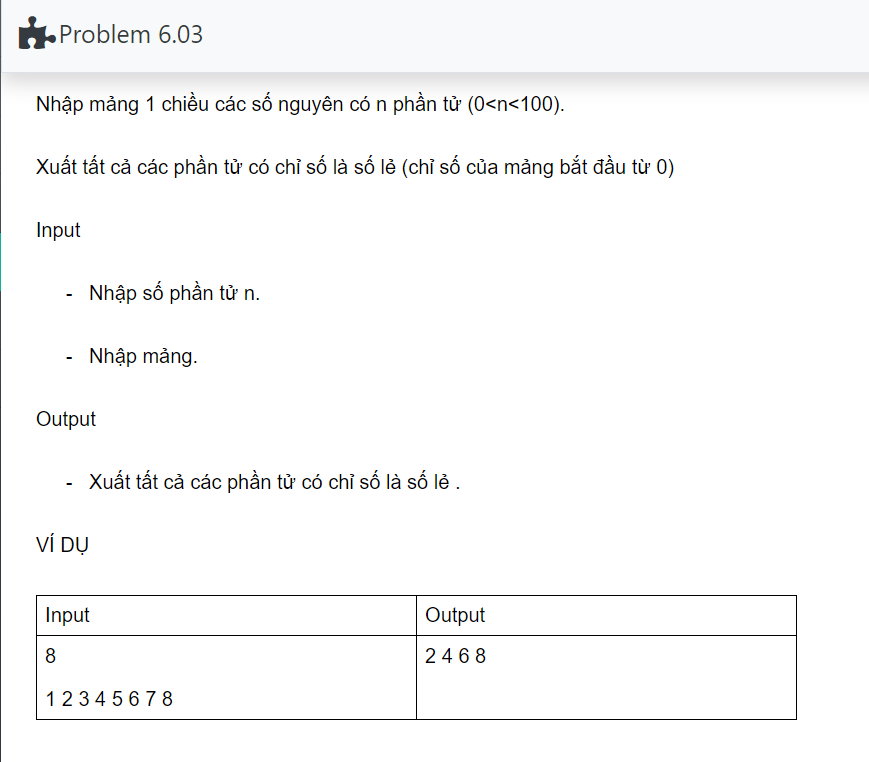 Problem 6.03
Nhập mảng 1 chiều các số nguyên có n phần tử (0<n<100).
Xuất tất cả các phần tử có chỉ số là số lẻ (chỉ số của mảng bắt đầu từ 0)
Input
- Nhập số phần tử n.
- Nhập mảng.
Output
- Xuất tất cả các phần tử có chỉ số là số lẻ .
VÍ DỤ
Input Output
8 2 4 6 8
1 2 3 4 5 6 7 8